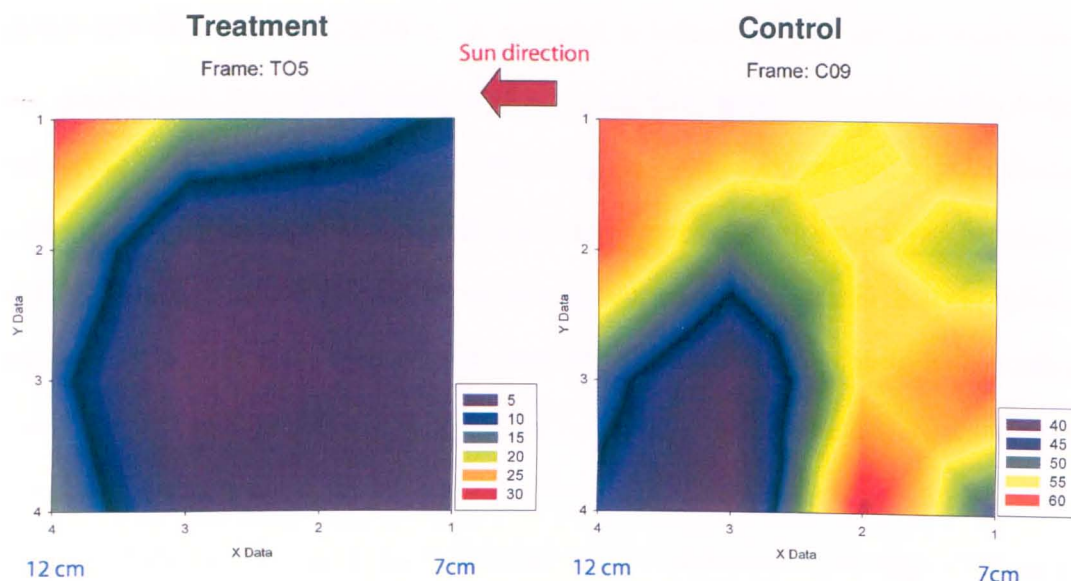 Treatment
Frame: TO5
Sun direction
Control
Frame: C09
1
2
3
4
Y Data
4
3
2
1
X Data
5
10
15
20
25
30
12 cm
7cm
1
2
3
4
Y Data
4
3
2
1
X Data
40
45
50
55
60
12 cm
7cm